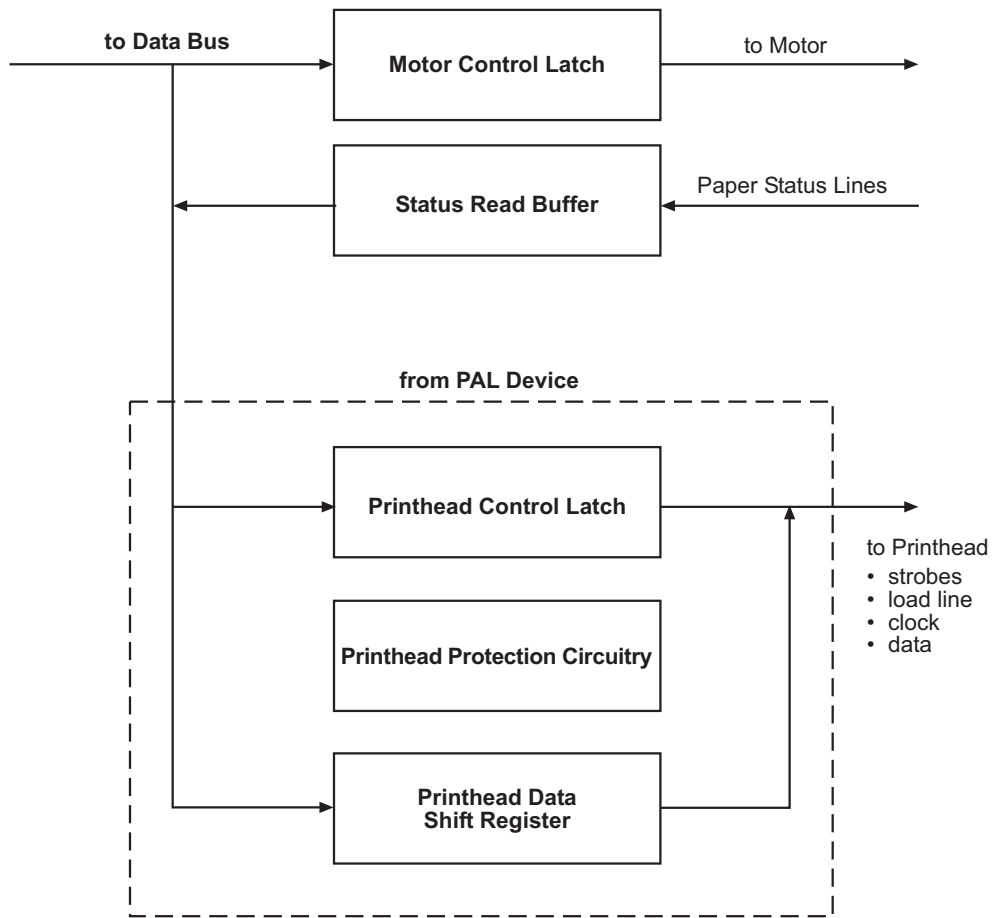 to Data Bus
Motor Control Latch
to Motor
Status Read Buffer
Paper Status Lines
from PAL Device
Printhead Control Latch
to Printhead
• strobes
• load line
• clock
• data
Printhead Protection Circuitry
Printhead Data
Shift Register